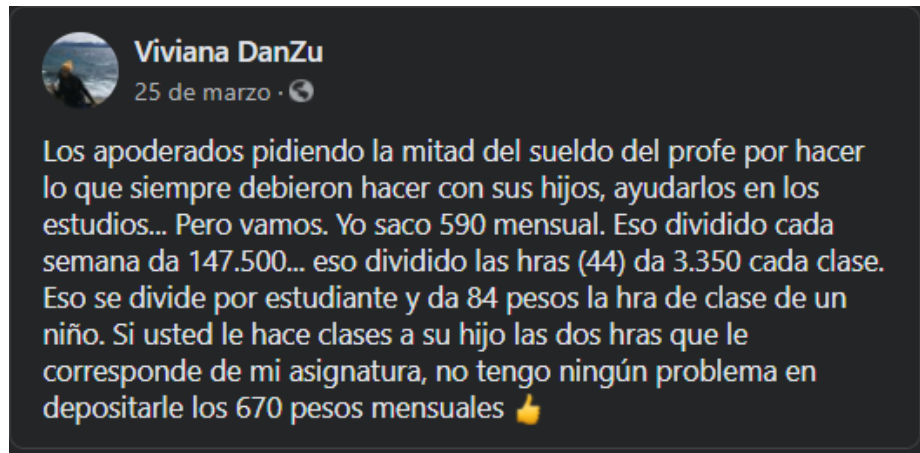 Viviana DanZu
25 de marzo ·
Los apoderados pidiendo la mitad del sueldo del profe por hacer
lo que siempre debieron hacer con sus hijos, ayudarlos en los
estudios... Pero vamos. Yo saco 590 mensual. Eso dividido cada
semana da 147.500... eso dividido las hras (44) da 3.350 cada clase.
Eso se divide por estudiante y da 84 pesos la hra de clase de un
niño. Si usted le hace clases a su hijo las dos hras que le
corresponde de mi asignatura, no tengo ningún problema en
depositarle los 670 pesos mensuales 👍